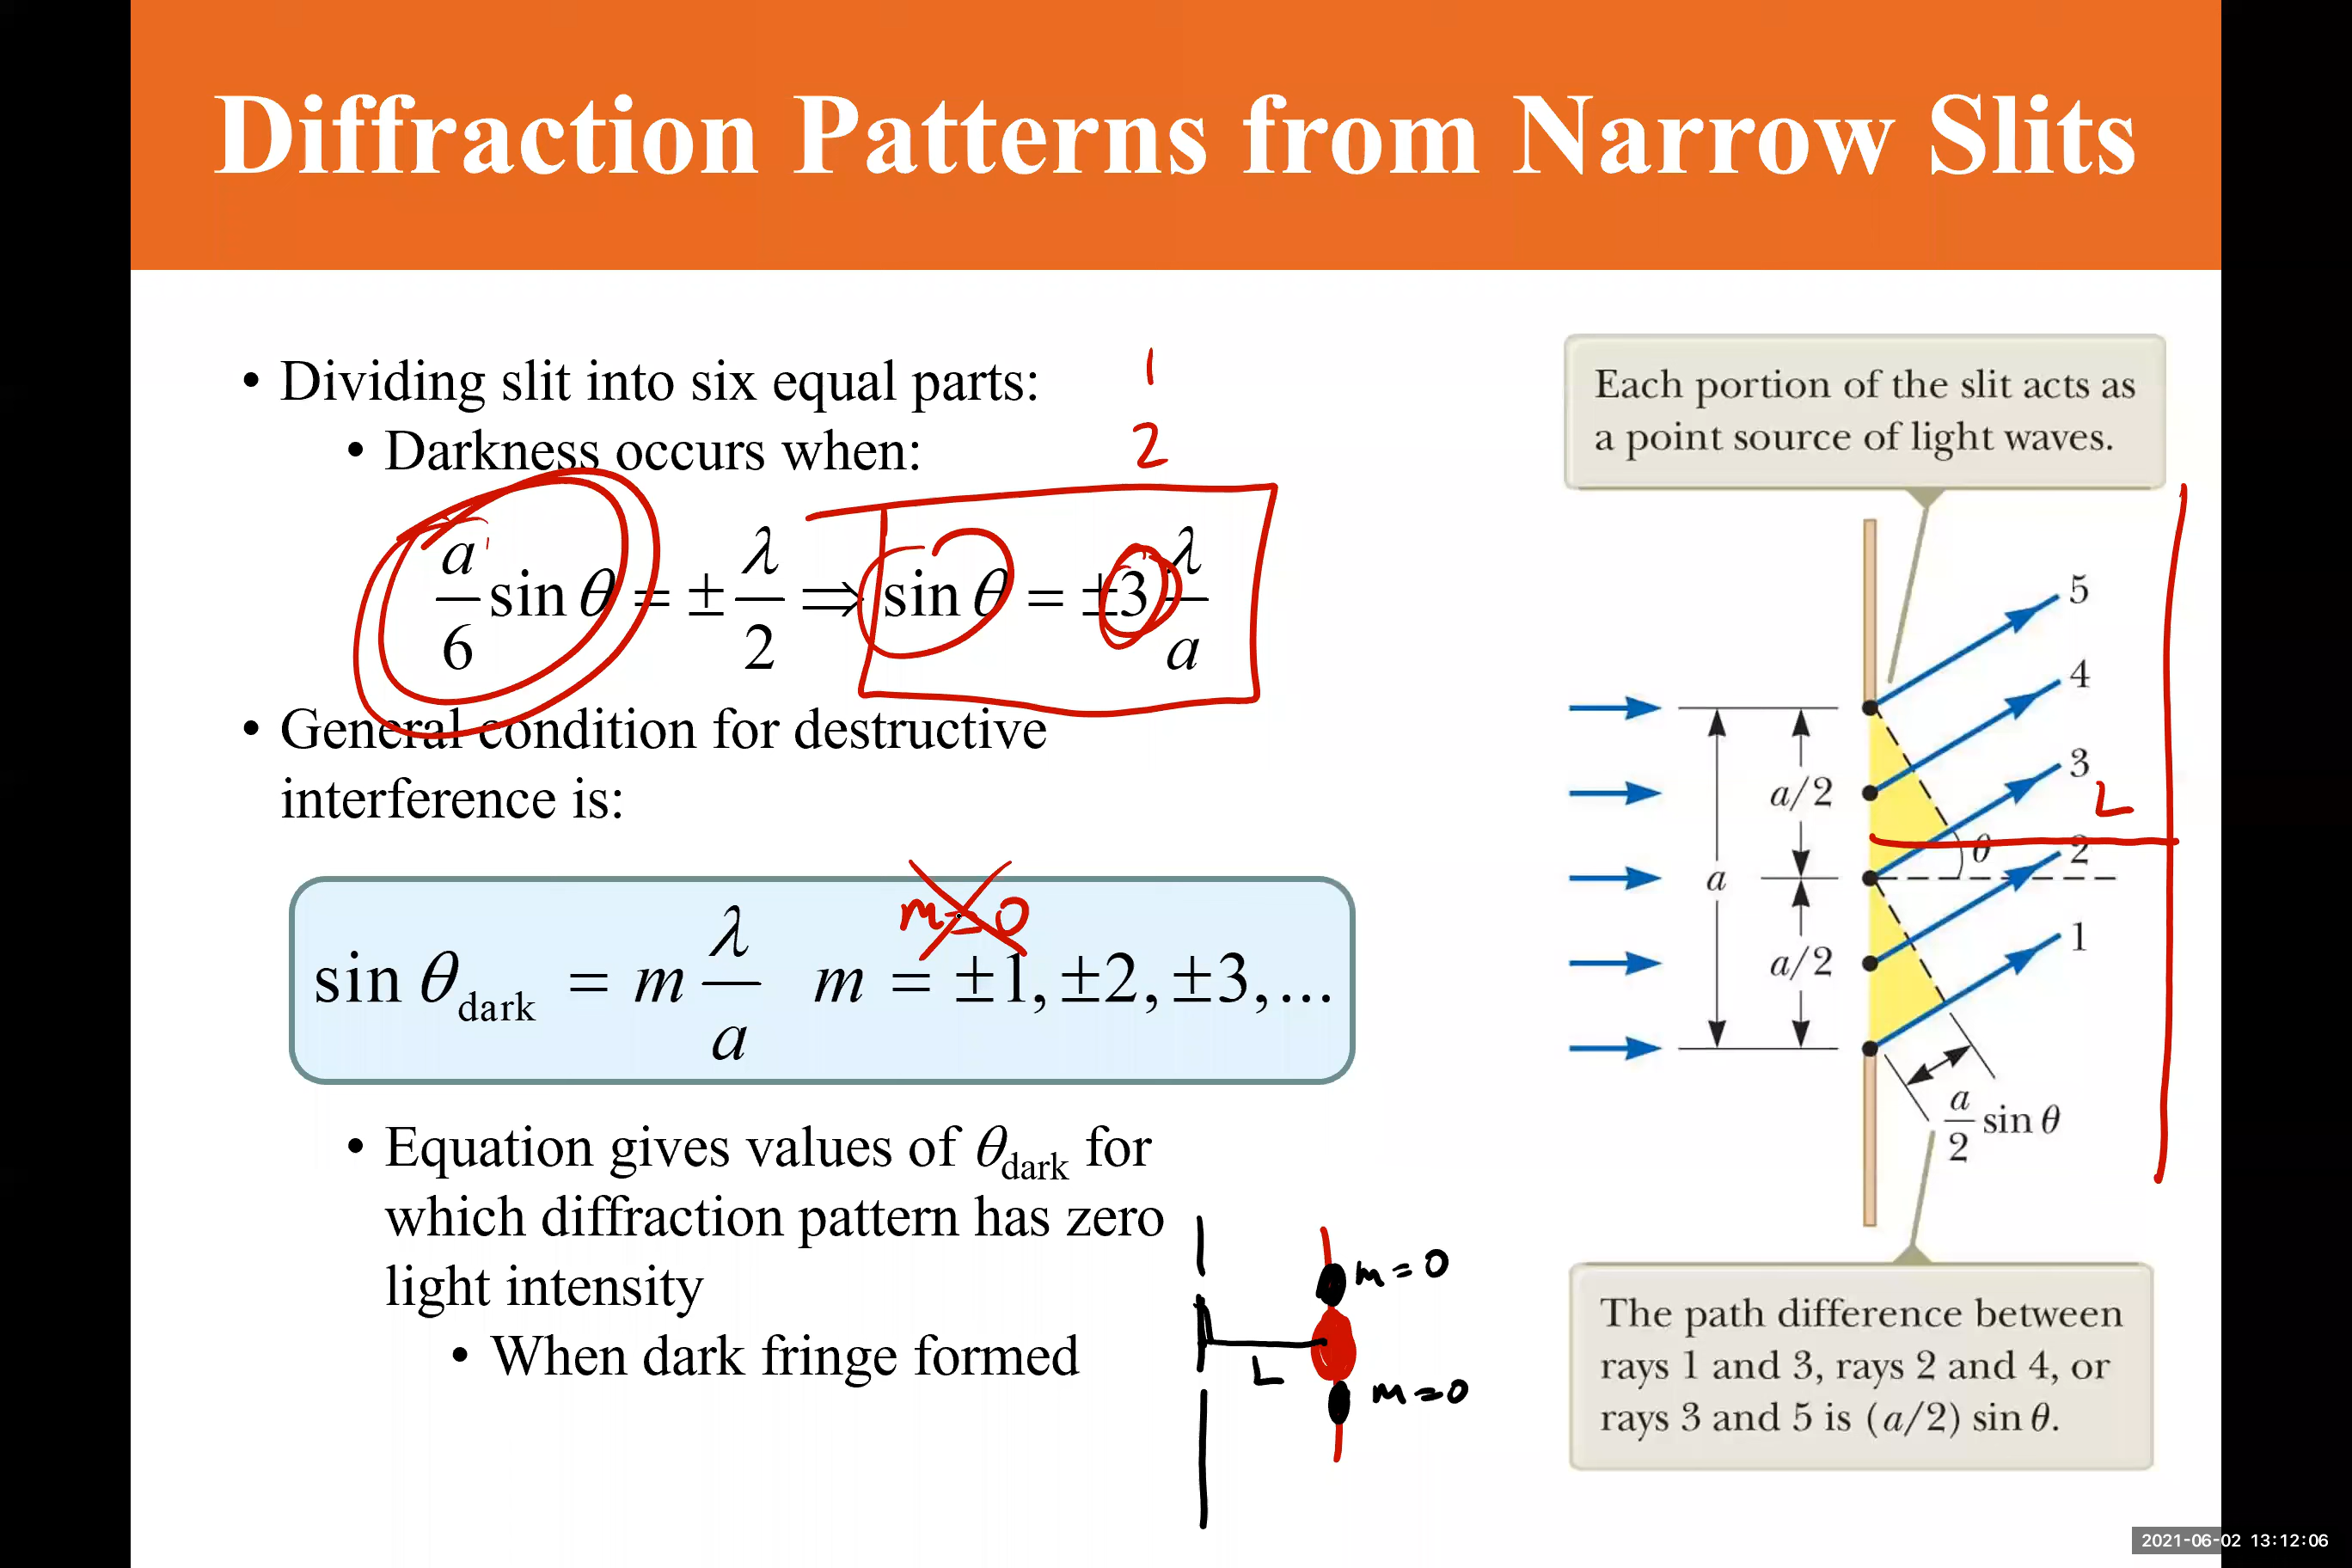 Diffraction Patterns from Narrow Slits
• Dividing slit into six equal parts:
1
• Darkness occurs when:
2
a/6 sin θ = ± λ/2 ⇒ sin θ = ±3 λ/a
• General condition for destructive
interference is:
m=0
sin θdark = m λ/a   m = ±1, ±2, ±3,...
• Equation gives values of θdark for
which diffraction pattern has zero
light intensity
• When dark fringe formed
m=0
L
m=0
Each portion of the slit acts as
a point source of light waves.
5
4
3
L
a/2
θ
2
a
1
a/2
a/2 sin θ
The path difference between
rays 1 and 3, rays 2 and 4, or
rays 3 and 5 is (a/2) sin θ.
2021-06-02 13:12:06